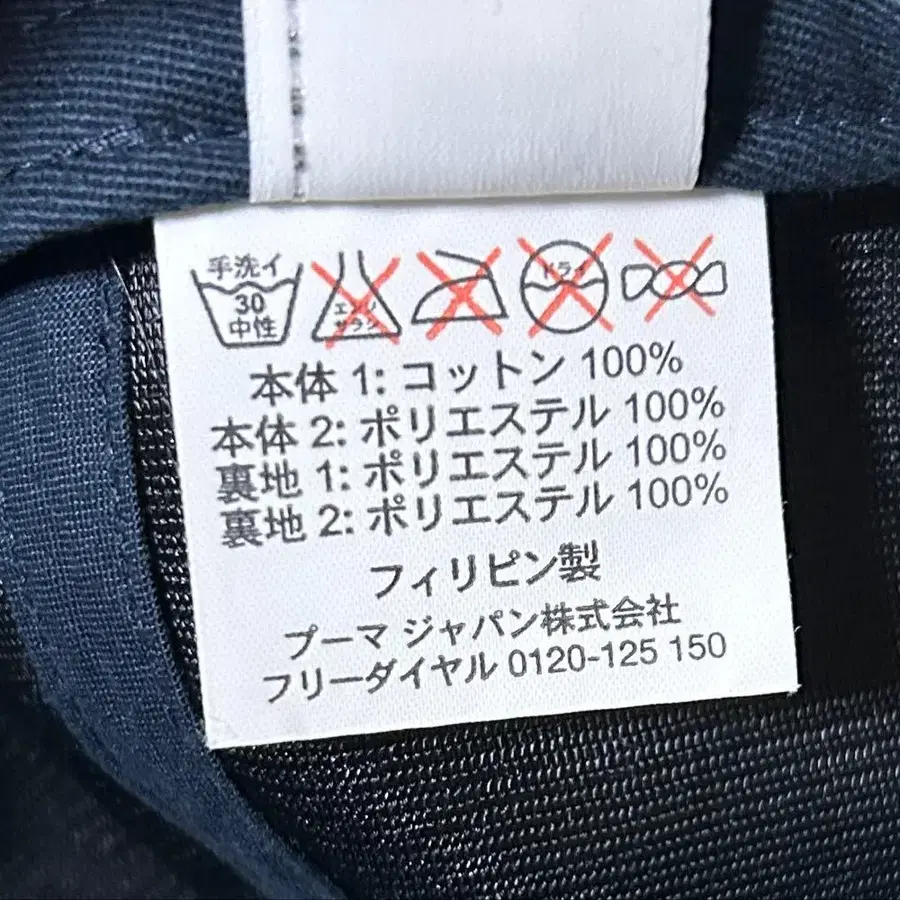 手洗イ
30
中性
エンソ
サラシ
ドライ
本体 1: コットン 100%
本体 2: ポリエステル 100%
裏地 1: ポリエステル 100%
裏地 2: ポリエステル 100%
フィリピン製
プーマ ジャパン株式会社
フリーダイヤル 0120-125 150